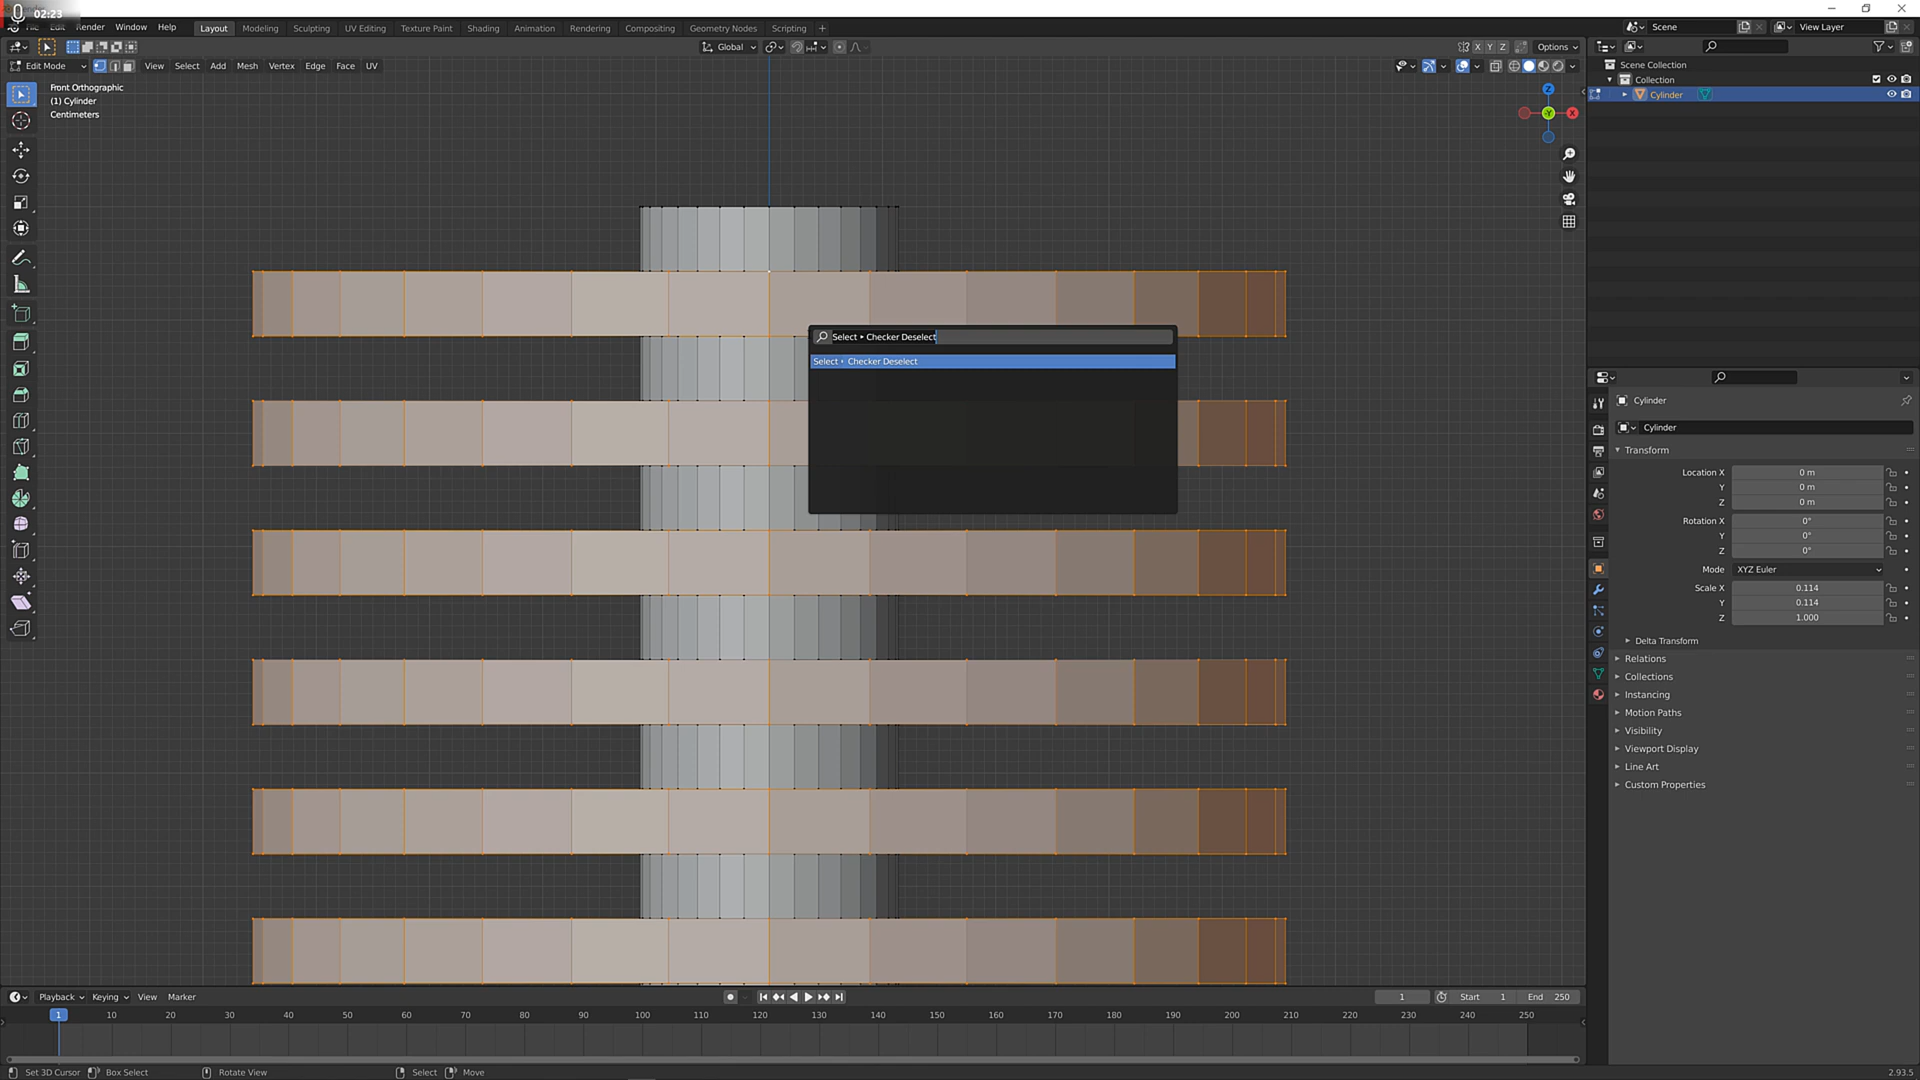 02:23
File Edit Render Window Help
Layout Modeling Sculpting UV Editing Texture Paint Shading Animation Rendering Compositing Geometry Nodes Scripting +
Scene
View Layer
Global
X Y Z
Options
Edit Mode
View Select Add Mesh Vertex Edge Face UV
Front Orthographic
(1) Cylinder
Centimeters
Z
-Y
X
Select ▸ Checker Deselect
Select ▸ Checker Deselect
Scene Collection
Collection
Cylinder
Cylinder
Cylinder
Transform
Location X 0 m
Y 0 m
Z 0 m
Rotation X 0°
Y 0°
Z 0°
Mode XYZ Euler
Scale X 0.114
Y 0.114
Z 1.000
Delta Transform
Relations
Collections
Instancing
Motion Paths
Visibility
Viewport Display
Line Art
Custom Properties
Playback Keying View Marker
1 Start 1 End 250
1 10 20 30 40 50 60 70 80 90 100 110 120 130 140 150 160 170 180 190 200 210 220 230 240 250
Set 3D Cursor Box Select Rotate View Select Move 2.93.5